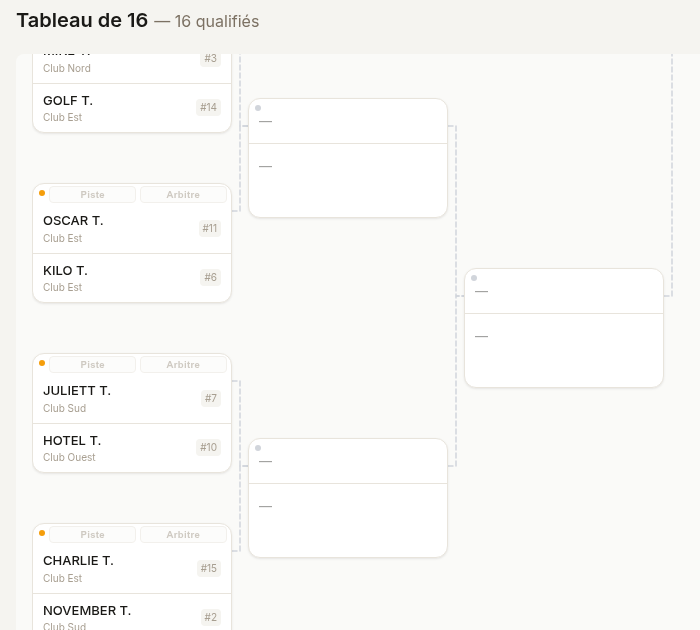 Tableau de 16 — 16 qualifiés
#3
Club Nord
GOLF T.
#14
Club Est
—
—
Piste
Arbitre
OSCAR T.
#11
Club Est
KILO T.
#6
Club Est
—
—
Piste
Arbitre
JULIETT T.
#7
Club Sud
HOTEL T.
#10
Club Ouest
—
—
Piste
Arbitre
CHARLIE T.
#15
Club Est
NOVEMBER T.
#2
Club Sud